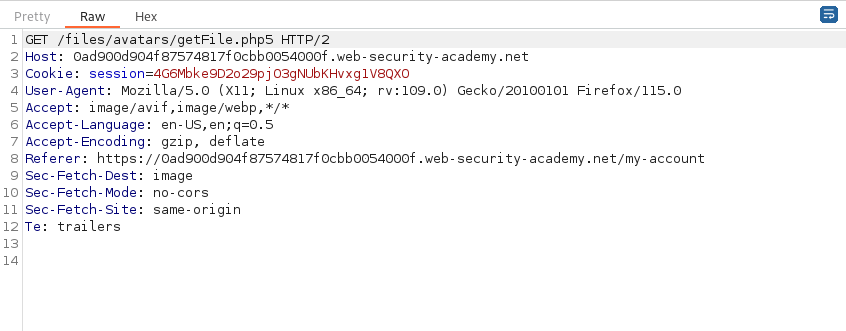 Pretty Raw Hex
1 GET /files/avatars/getFile.php5 HTTP/2
2 Host: 0ad900d904f87574817f0cbb0054000f.web-security-academy.net
3 Cookie: session=4G6Mbke9D2o29pjO3gNUbKHvxg1V8QXO
4 User-Agent: Mozilla/5.0 (X11; Linux x86_64; rv:109.0) Gecko/20100101 Firefox/115.0
5 Accept: image/avif,image/webp,*/*
6 Accept-Language: en-US,en;q=0.5
7 Accept-Encoding: gzip, deflate
8 Referer: https://0ad900d904f87574817f0cbb0054000f.web-security-academy.net/my-account
9 Sec-Fetch-Dest: image
10 Sec-Fetch-Mode: no-cors
11 Sec-Fetch-Site: same-origin
12 Te: trailers
13
14